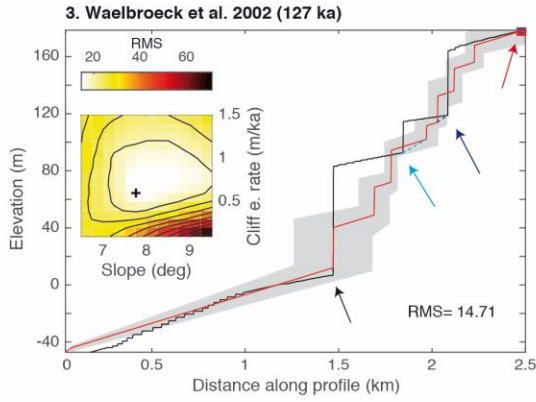 3. Waelbroeck et al. 2002 (127 ka)
RMS
20 40 60
1.5
1
0.5
Cliff e. rate (m/ka)
7 8 9
Slope (deg)
160
120
80
40
0
-40
Elevation (m)
RMS= 14.71
0 0.5 1 1.5 2 2.5
Distance along profile (km)